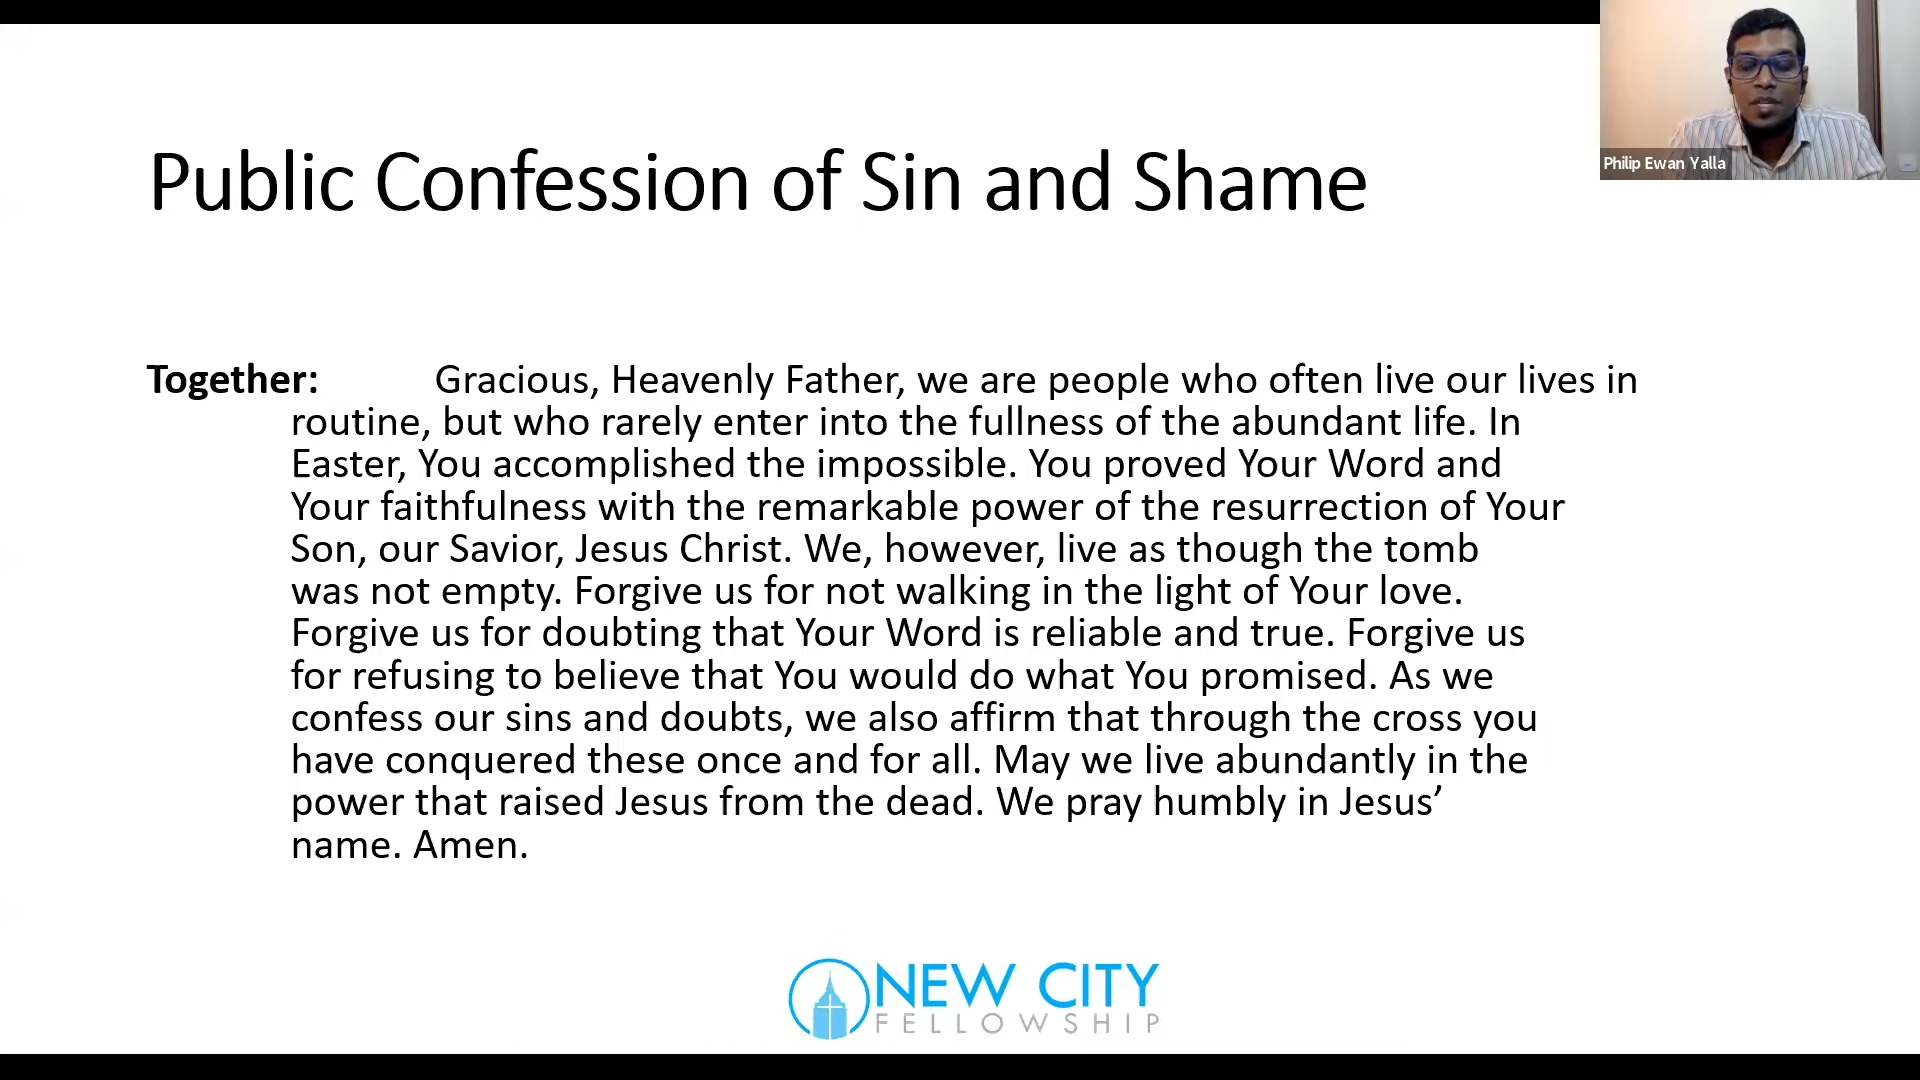 Public Confession of Sin and Shame
Philip Ewan Yalla
Together: Gracious, Heavenly Father, we are people who often live our lives in
routine, but who rarely enter into the fullness of the abundant life. In
Easter, You accomplished the impossible. You proved Your Word and
Your faithfulness with the remarkable power of the resurrection of Your
Son, our Savior, Jesus Christ. We, however, live as though the tomb
was not empty. Forgive us for not walking in the light of Your love.
Forgive us for doubting that Your Word is reliable and true. Forgive us
for refusing to believe that You would do what You promised. As we
confess our sins and doubts, we also affirm that through the cross you
have conquered these once and for all. May we live abundantly in the
power that raised Jesus from the dead. We pray humbly in Jesus’
name. Amen.
NEW CITY
FELLOWSHIP